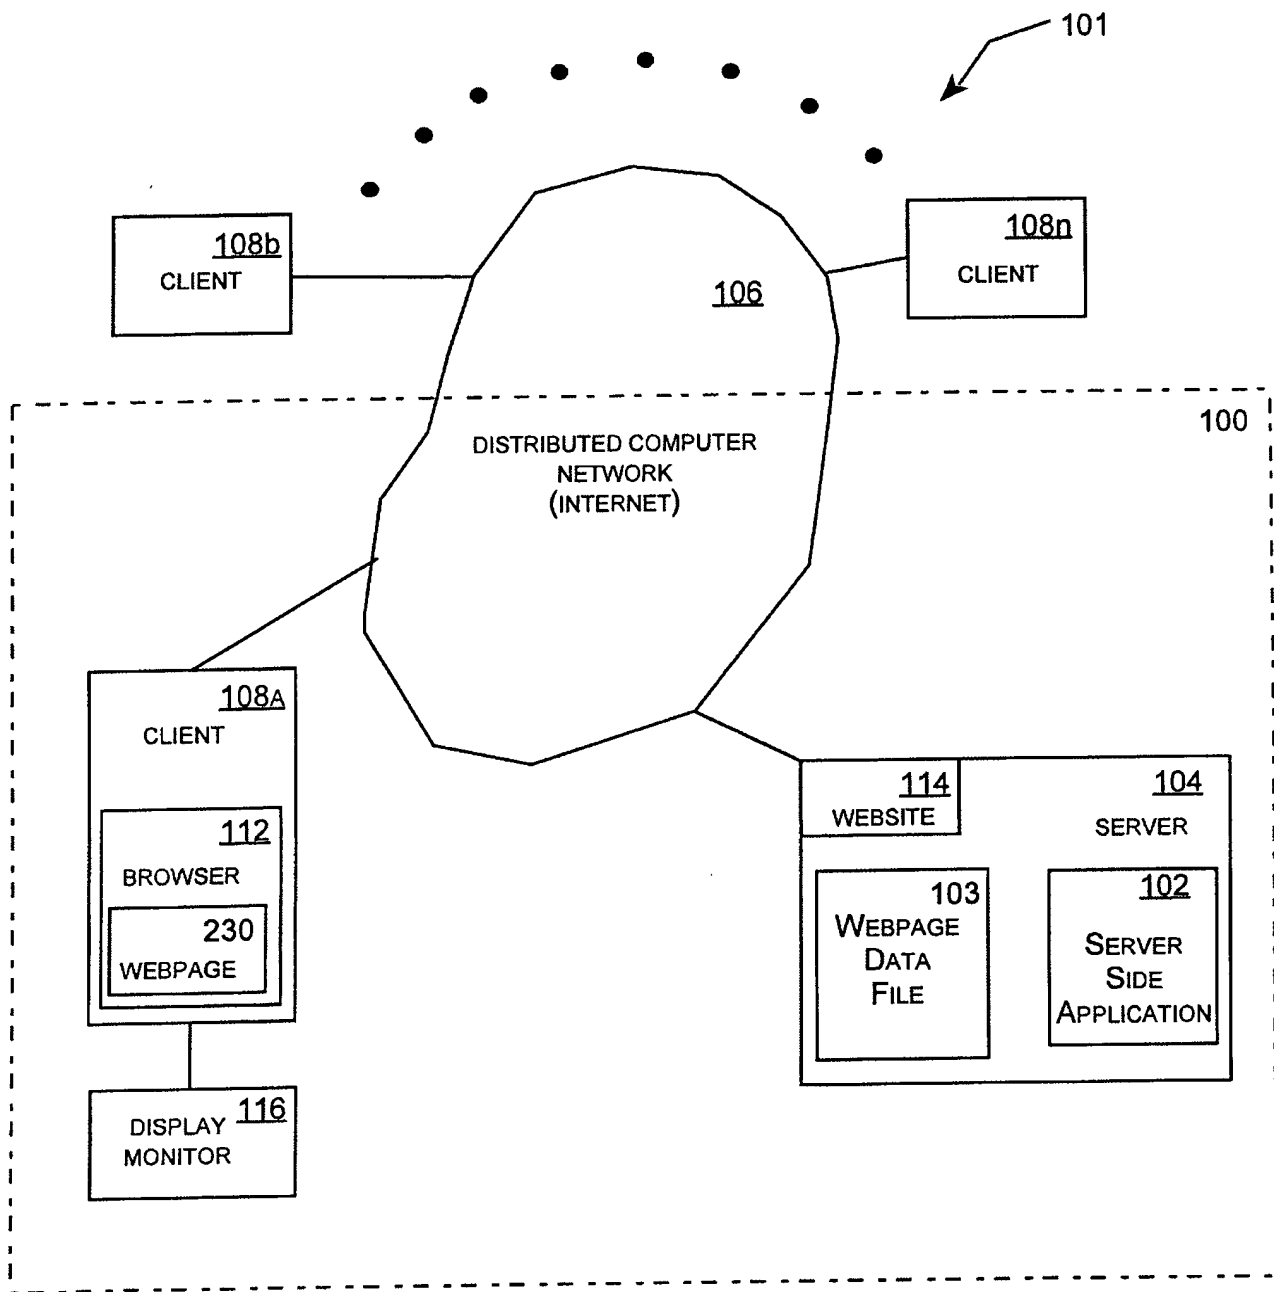 101
108b
CLIENT
108n
CLIENT
106
100
DISTRIBUTED COMPUTER
NETWORK
(INTERNET)
108A
CLIENT
112
BROWSER
230
WEBPAGE
116
DISPLAY
MONITOR
114
WEBSITE
104
SERVER
103
WEBPAGE
DATA
FILE
102
SERVER
SIDE
APPLICATION